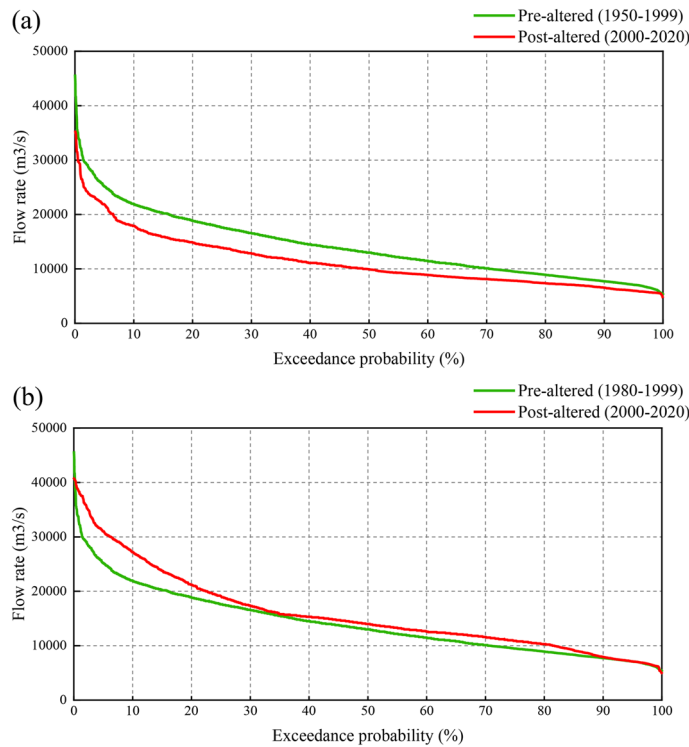 (a)
Pre-altered (1950-1999)
Post-altered (2000-2020)
50000
40000
30000
20000
10000
0
Flow rate (m3/s)
0 10 20 30 40 50 60 70 80 90 100
Exceedance probability (%)
(b)
Pre-altered (1980-1999)
Post-altered (2000-2020)
50000
40000
30000
20000
10000
0
Flow rate (m3/s)
0 10 20 30 40 50 60 70 80 90 100
Exceedance probability (%)